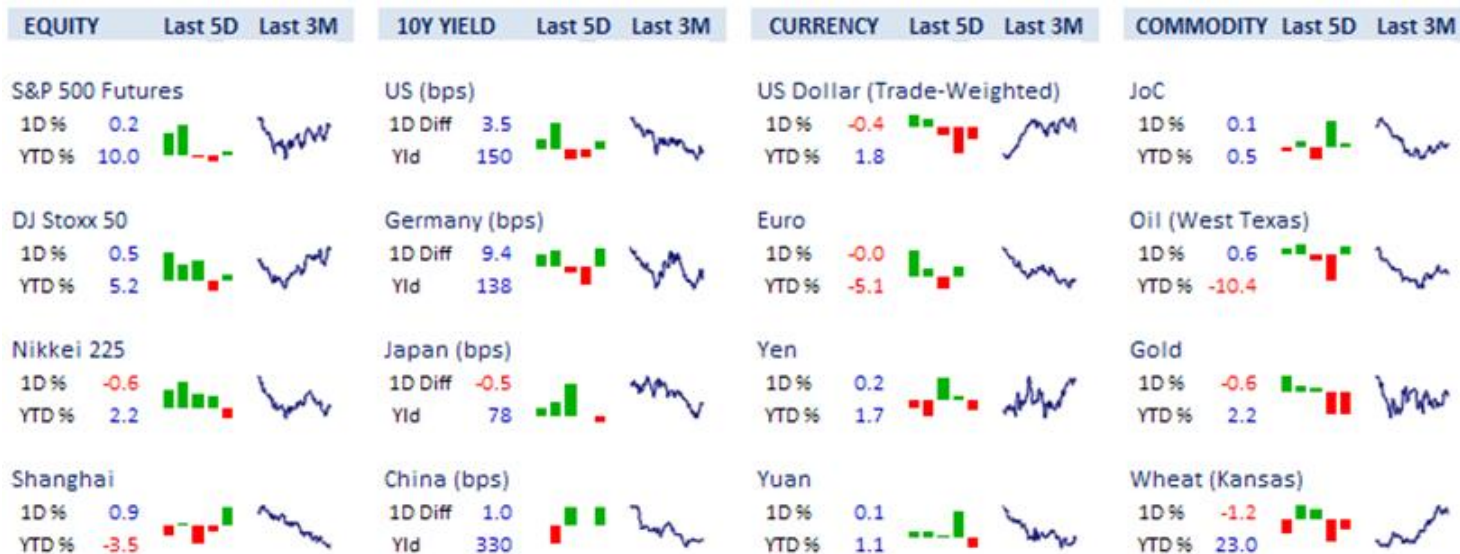 EQUITY Last 5D Last 3M 10Y YIELD Last 5D Last 3M CURRENCY Last 5D Last 3M COMMODITY Last 5D Last 3M
S&P 500 Futures US (bps) US Dollar (Trade-Weighted) JoC
1D % 0.2 1D Diff 3.5 1D % -0.4 1D % 0.1
YTD % 10.0 Yld 150 YTD % 1.8 YTD % 0.5
DJ Stoxx 50 Germany (bps) Euro Oil (West Texas)
1D % 0.5 1D Diff 9.4 1D % -0.0 1D % 0.6
YTD % 5.2 Yld 138 YTD % -5.1 YTD % -10.4
Nikkei 225 Japan (bps) Yen Gold
1D % -0.6 1D Diff -0.5 1D % 0.2 1D % -0.6
YTD % 2.2 Yld 78 YTD % 1.7 YTD % 2.2
Shanghai China (bps) Yuan Wheat (Kansas)
1D % 0.9 1D Diff 1.0 1D % 0.1 1D % -1.2
YTD % -3.5 Yld 330 YTD % 1.1 YTD % 23.0